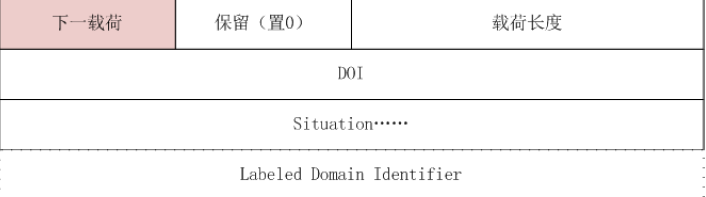 下一载荷 保留（置0） 载荷长度
DOI
Situation……
Labeled Domain Identifier